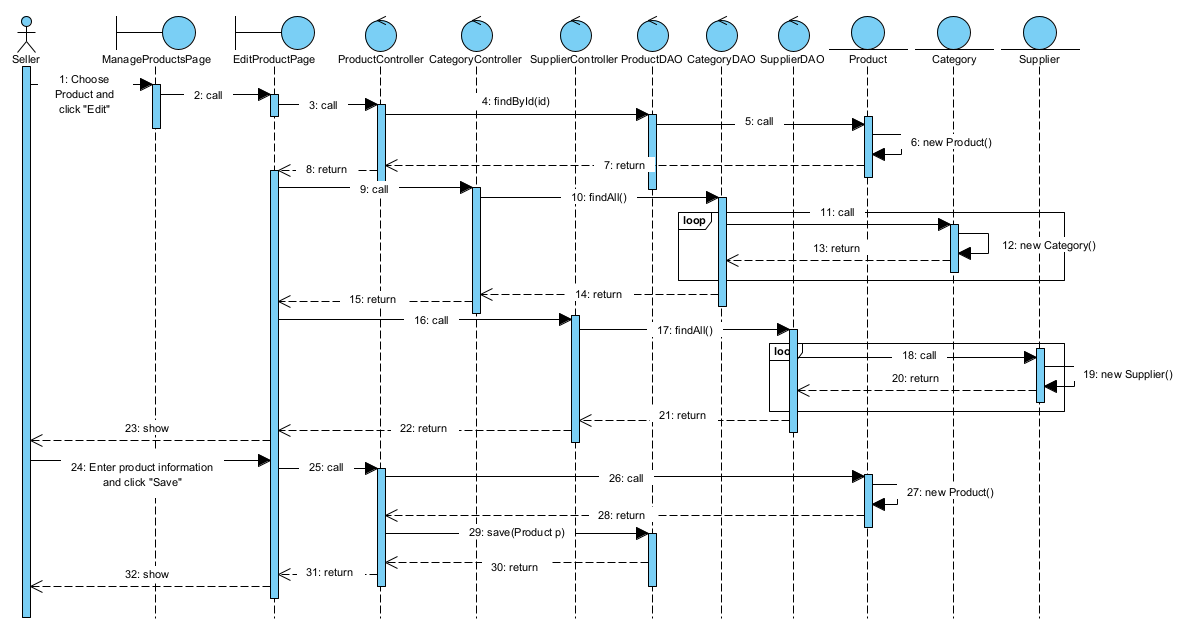 Seller
ManageProductsPage
EditProductPage
ProductController
CategoryController
SupplierController
ProductDAO
CategoryDAO
SupplierDAO
Product
Category
Supplier
1: Choose
Product and
click "Edit"
2: call
3: call
4: findById(id)
5: call
6: new Product()
7: return
8: return
9: call
10: findAll()
loop
11: call
12: new Category()
13: return
14: return
15: return
16: call
17: findAll()
loop
18: call
19: new Supplier()
20: return
21: return
22: return
23: show
24: Enter product information
and click "Save"
25: call
26: call
27: new Product()
28: return
29: save(Product p)
30: return
31: return
32: show